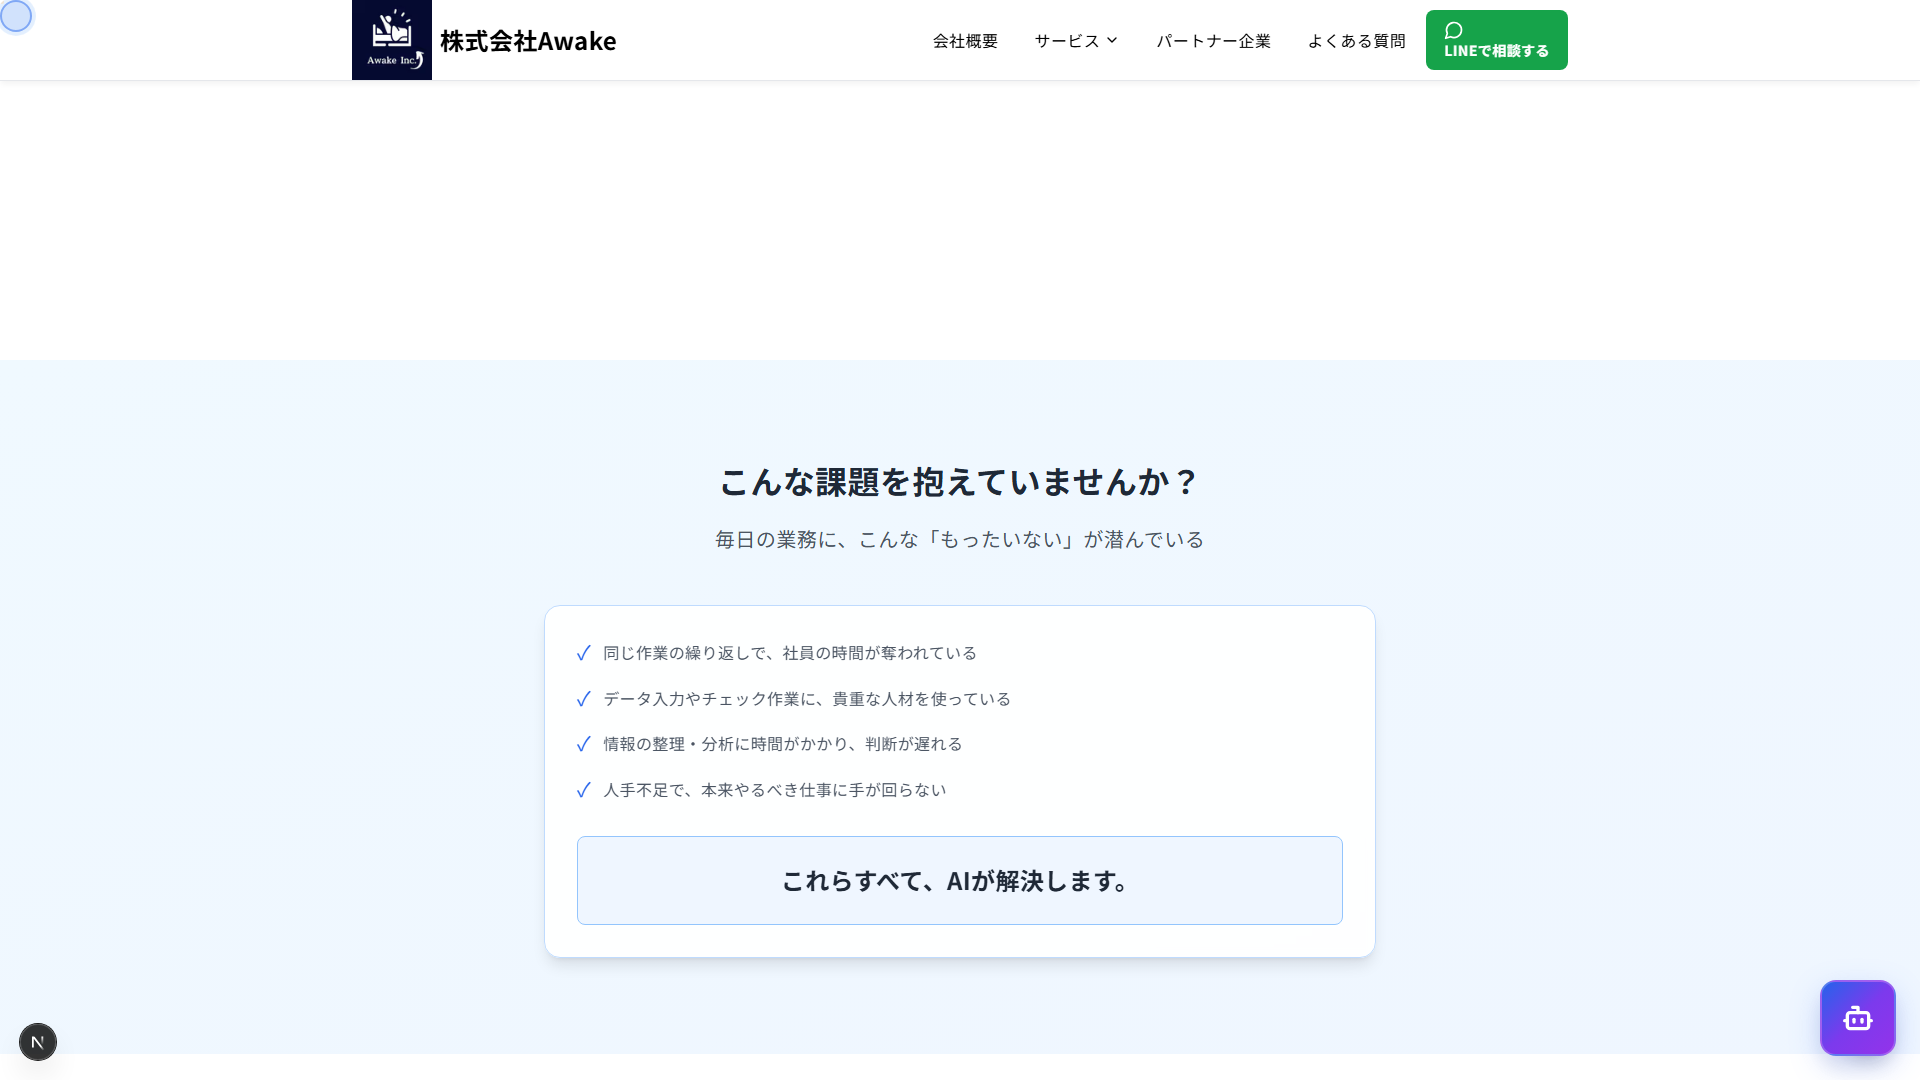 Awake Inc.
株式会社Awake
会社概要
サービス
パートナー企業
よくある質問
LINEで相談する
こんな課題を抱えていませんか？
毎日の業務に、こんな「もったいない」が潜んでいる
✓ 同じ作業の繰り返しで、社員の時間が奪われている
✓ データ入力やチェック作業に、貴重な人材を使っている
✓ 情報の整理・分析に時間がかかり、判断が遅れる
✓ 人手不足で、本来やるべき仕事に手が回らない
これらすべて、AIが解決します。
N